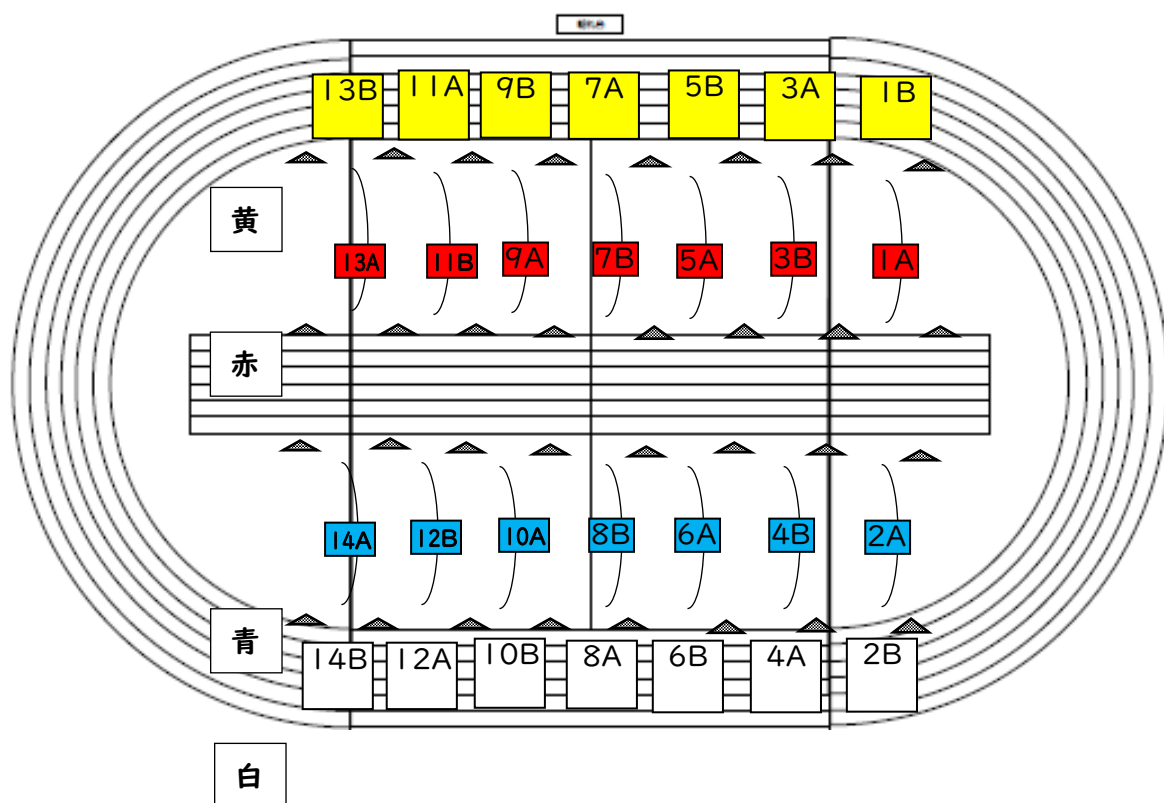 13B 11A 9B 7A 5B 3A 1B
黄
13A 11B 9A 7B 5A 3B 1A
赤
14A 12B 10A 8B 6A 4B 2A
青
14B 12A 10B 8A 6B 4A 2B
白